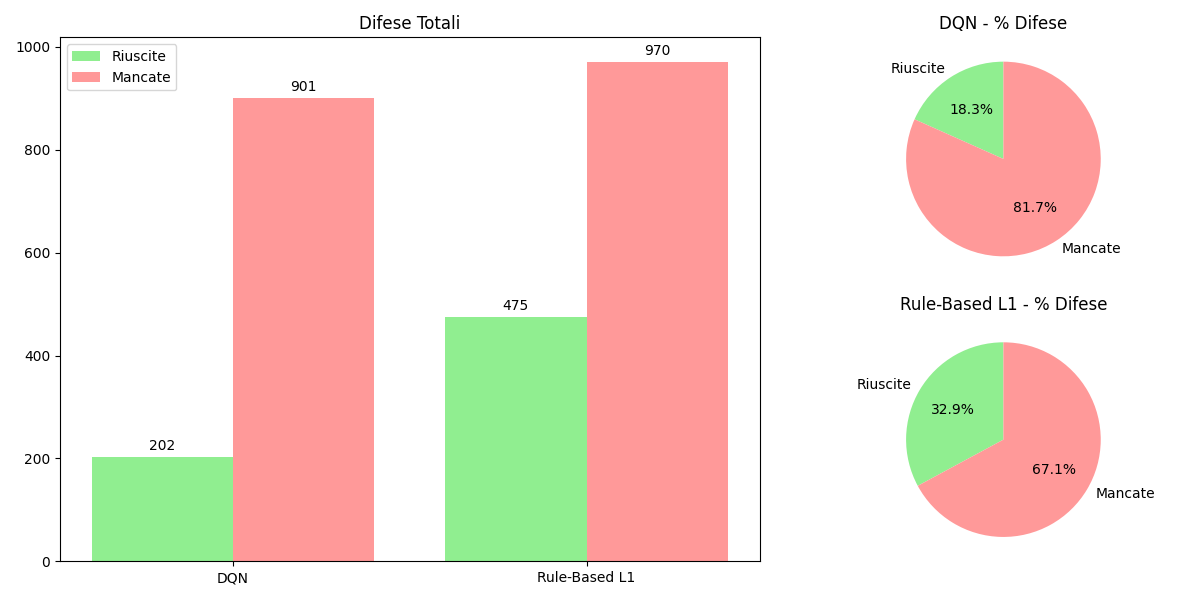 Difese Totali
Riuscite
Mancate
1000
800
600
400
200
0
202
901
475
970
DQN
Rule-Based L1
DQN - % Difese
Riuscite
18.3%
81.7%
Mancate
Rule-Based L1 - % Difese
Riuscite
32.9%
67.1%
Mancate